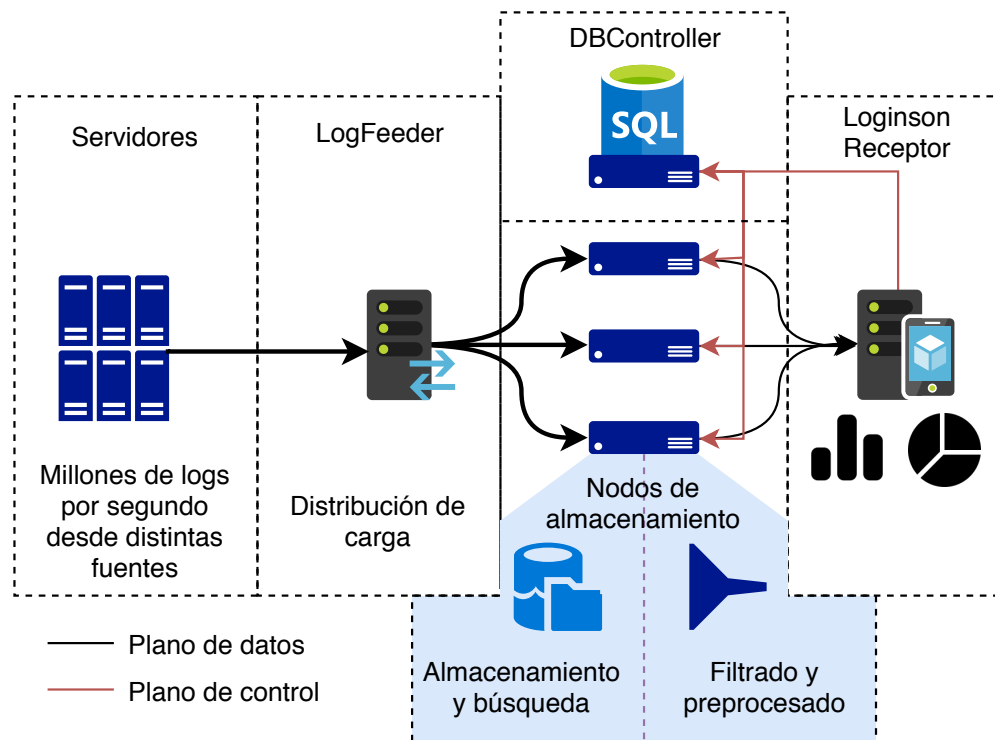 DBController
SQL
Servidores
LogFeeder
Loginson
Receptor
Millones de logs
por segundo
desde distintas
fuentes
Distribución de
carga
Nodos de
almacenamiento
Plano de datos
Plano de control
Almacenamiento
y búsqueda
Filtrado y
preprocesado